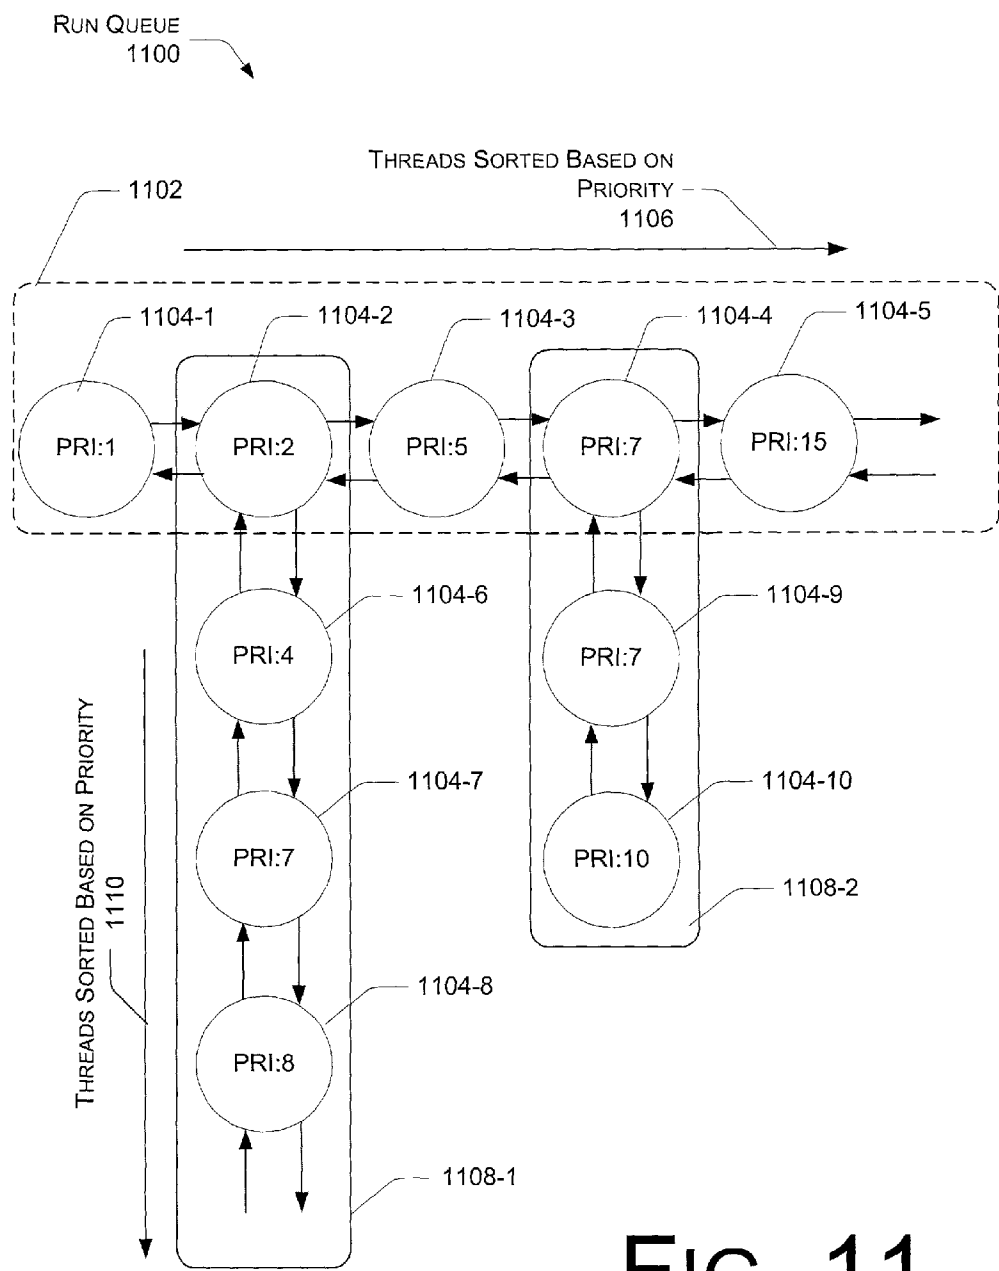 RUN QUEUE
1100
THREADS SORTED BASED ON
PRIORITY
1106
1102
1104-1
1104-2
1104-3
1104-4
1104-5
PRI:1
PRI:2
PRI:5
PRI:7
PRI:15
1104-6
1104-9
PRI:4
PRI:7
THREADS SORTED BASED ON PRIORITY
1110
1104-7
1104-10
PRI:7
PRI:10
1108-2
1104-8
PRI:8
1108-1
FIG. 11